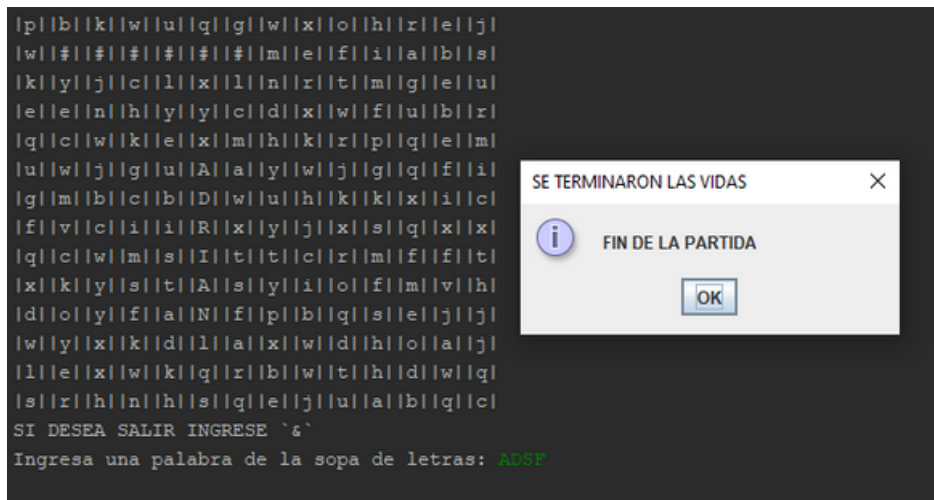 |p||b||k||w||u||q||g||w||x||o||h||r||e||j|
|w||#||#||#||#||#||#||m||e||f||i||a||b||s|
|k||y||j||c||l||x||l||n||r||t||m||g||e||u|
|e||e||n||h||y||y||c||d||x||w||f||u||b||r|
|q||c||w||k||e||x||m||h||k||r||p||q||e||m|
|u||w||j||g||u||A||a||y||w||j||g||q||f||i|
|g||m||b||c||b||D||w||u||h||k||k||x||i||c|
|f||v||c||i||i||R||x||y||j||x||s||q||x||x|
|q||c||w||m||s||I||t||t||c||r||m||f||f||t|
|x||k||y||s||t||A||s||y||i||o||f||m||v||h|
|d||o||y||f||a||N||f||p||b||q||s||e||j||j|
|w||y||x||k||d||l||a||x||w||d||h||o||a||j|
|l||e||x||w||k||q||r||b||w||t||h||d||w||q|
|s||r||h||n||h||s||q||e||j||u||a||b||q||c|
SI DESEA SALIR INGRESE `&`
Ingresa una palabra de la sopa de letras: ADSF
SE TERMINARON LAS VIDAS
FIN DE LA PARTIDA
OK